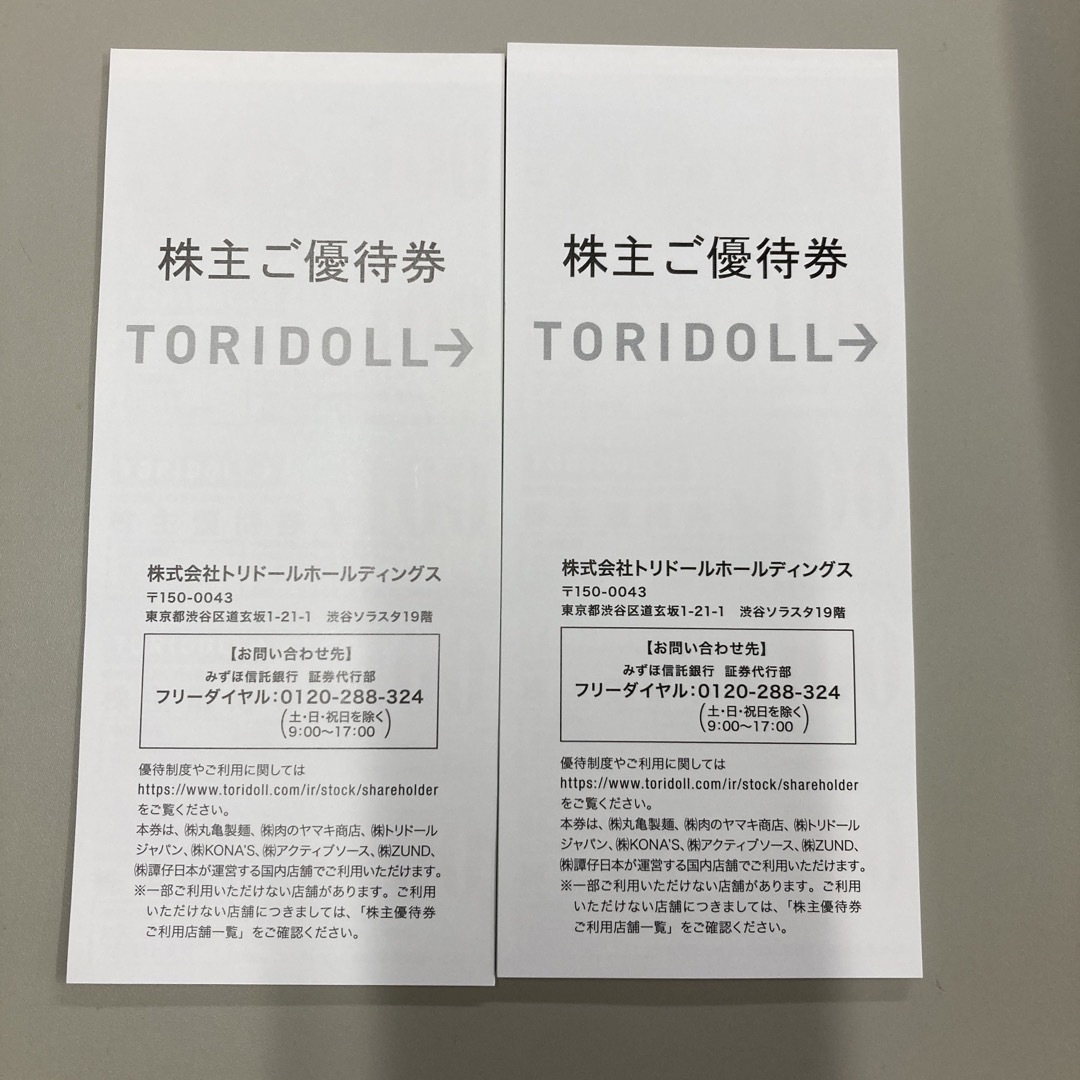 株主ご優待券
TORIDOLL→
株式会社トリドールホールディングス
〒150-0043
東京都渋谷区道玄坂1-21-1 渋谷ソラスタ19階
【お問い合わせ先】
みずほ信託銀行 証券代行部
フリーダイヤル:0120-288-324
(土・日・祝日を除く
9:00〜17:00)
優待制度やご利用に関しては
https://www.toridoll.com/ir/stock/shareholder
をご覧ください。
本券は、㈱丸亀製麺、㈱肉のヤマキ商店、㈱トリドール
ジャパン、㈱KONA'S、㈱アクティブソース、㈱ZUND、
㈱譚仔日本が運営する国内店舗でご利用いただけます。
※一部ご利用いただけない店舗があります。ご利用
いただけない店舗につきましては、「株主優待券
ご利用店舗一覧」をご確認ください。
株主ご優待券
TORIDOLL→
株式会社トリドールホールディングス
〒150-0043
東京都渋谷区道玄坂1-21-1 渋谷ソラスタ19階
【お問い合わせ先】
みずほ信託銀行 証券代行部
フリーダイヤル:0120-288-324
(土・日・祝日を除く
9:00〜17:00)
優待制度やご利用に関しては
https://www.toridoll.com/ir/stock/shareholder
をご覧ください。
本券は、㈱丸亀製麺、㈱肉のヤマキ商店、㈱トリドール
ジャパン、㈱KONA'S、㈱アクティブソース、㈱ZUND、
㈱譚仔日本が運営する国内店舗でご利用いただけます。
※一部ご利用いただけない店舗があります。ご利用
いただけない店舗につきましては、「株主優待券
ご利用店舗一覧」をご確認ください。